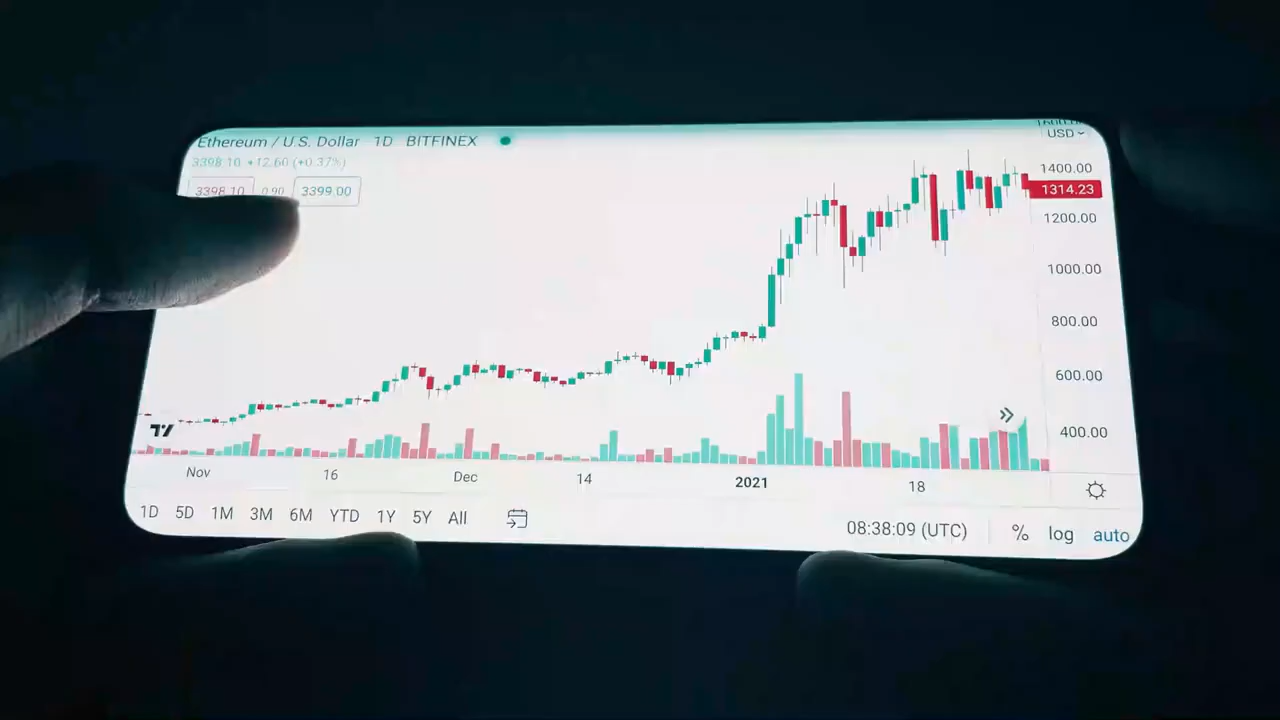 Ethereum / U.S. Dollar 1D BITFINEX
3398.10 +12.60 (+0.37%)
3398.10 0.90 3399.00
USD
1400.00
1314.23
1200.00
1000.00
800.00
600.00
400.00
Nov 16 Dec 14 2021 18
1D 5D 1M 3M 6M YTD 1Y 5Y All
08:38:09 (UTC) % log auto